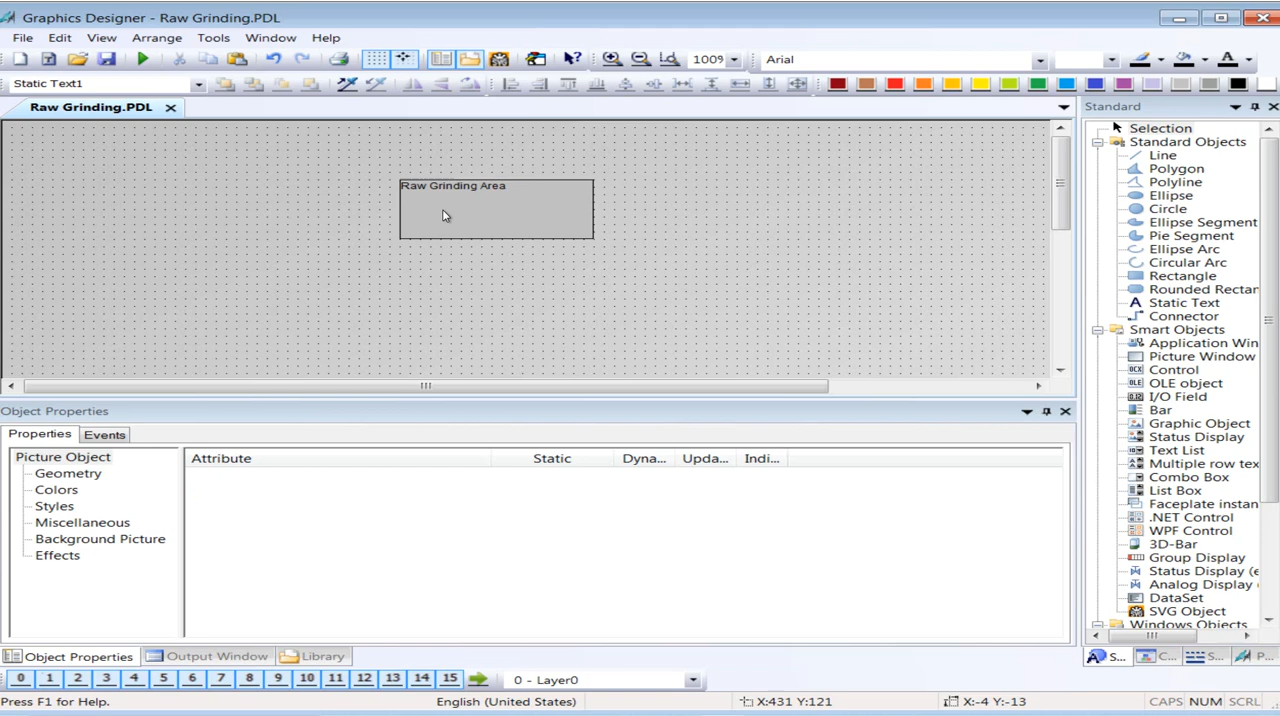 Graphics Designer - Raw Grinding.PDL
File Edit View Arrange Tools Window Help
100% Arial
Static Text1
Raw Grinding.PDL
Raw Grinding Area
Object Properties
Properties Events
Picture Object
Geometry
Colors
Styles
Miscellaneous
Background Picture
Effects
Attribute Static Dyna... Upda... Indi...
Object Properties Output Window Library
0 1 2 3 4 5 6 7 8 9 10 11 12 13 14 15 0 - Layer0
Press F1 for Help. English (United States) X:431 Y:121 X:-4 Y:-13 CAPS NUM SCRL
Standard
Selection
Standard Objects
Line
Polygon
Polyline
Ellipse
Circle
Ellipse Segment
Pie Segment
Ellipse Arc
Circular Arc
Rectangle
Rounded Rectan
A Static Text
Connector
Smart Objects
Application Win
Picture Window
OCX Control
OLE OLE object
0.12 I/O Field
Bar
Graphic Object
Status Display
Text List
Multiple row tex
Combo Box
List Box
Faceplate instan
.NET Control
WPF Control
3D-Bar
Group Display
Status Display (e
Analog Display (
DataSet
SVG Object
Windows Objects
S... C... S... P...